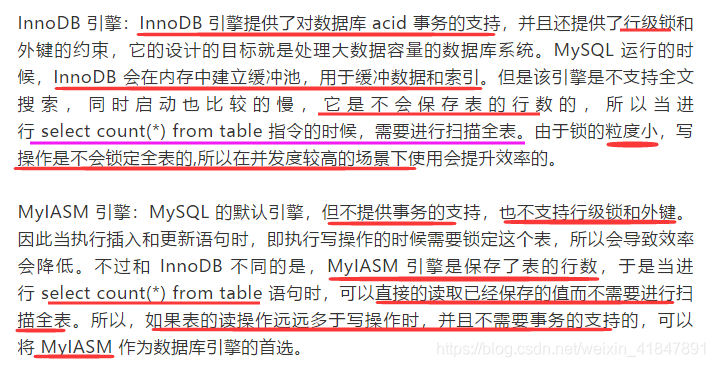 InnoDB 引擎：InnoDB 引擎提供了对数据库 acid 事务的支持，并且还提供了行级锁和
外键的约束，它的设计的目标就是处理大数据容量的数据库系统。MySQL 运行的时
候，InnoDB 会在内存中建立缓冲池，用于缓冲数据和索引。但是该引擎是不支持全文
搜索，同时启动也比较的慢，它是不会保存表的行数的，所以当进
行 select count(*) from table 指令的时候，需要进行扫描全表。由于锁的粒度小，写
操作是不会锁定全表的,所以在并发度较高的场景下使用会提升效率的。
MyIASM 引擎：MySQL 的默认引擎，但不提供事务的支持，也不支持行级锁和外键。
因此当执行插入和更新语句时，即执行写操作的时候需要锁定这个表，所以会导致效率
会降低。不过和 InnoDB 不同的是，MyIASM 引擎是保存了表的行数，于是当进
行 select count(*) from table 语句时，可以直接的读取已经保存的值而不需要进行扫
描全表。所以，如果表的读操作远远多于写操作时，并且不需要事务的支持的，可以
将 MyIASM 作为数据库引擎的首选。
https://blog.csdn.net/weixin_41847891